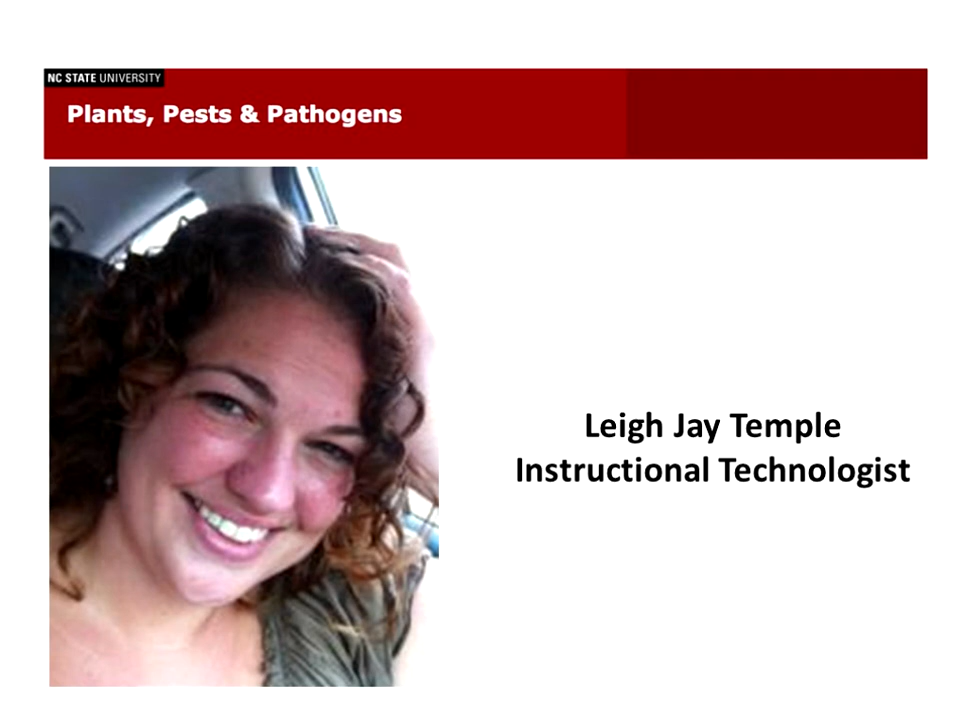 NC STATE UNIVERSITY
Plants, Pests & Pathogens
Leigh Jay Temple
Instructional Technologist